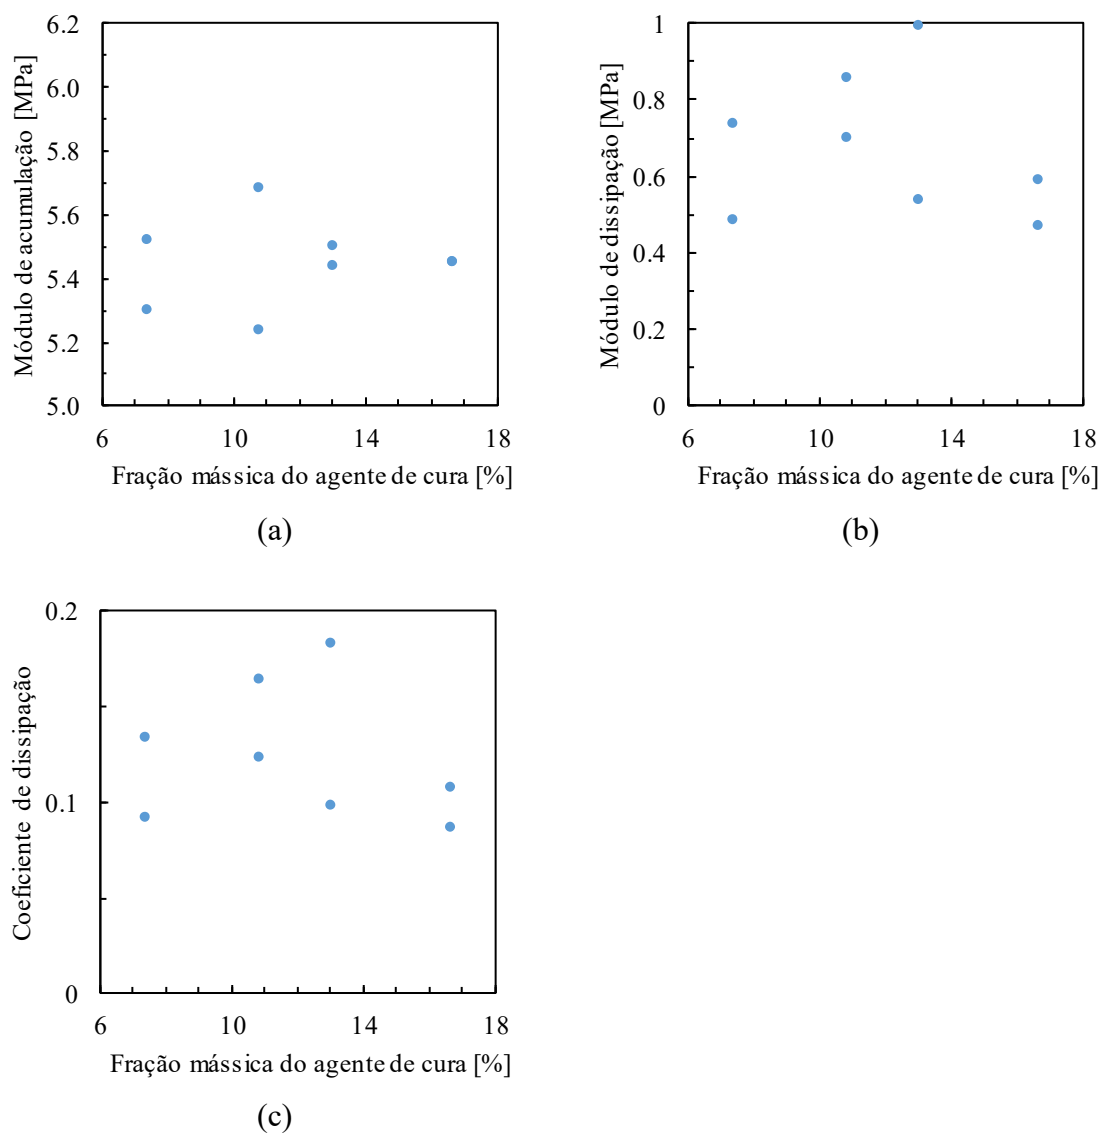 6.2
6.0
5.8
5.6
5.4
5.2
5.0
Módulo de acumulação [MPa]
6 10 14 18
Fração mássica do agente de cura [%]
(a)
1
0.8
0.6
0.4
0.2
0
Módulo de dissipação [MPa]
6 10 14 18
Fração mássica do agente de cura [%]
(b)
0.2
0.1
0
Coeficiente de dissipação
6 10 14 18
Fração mássica do agente de cura [%]
(c)